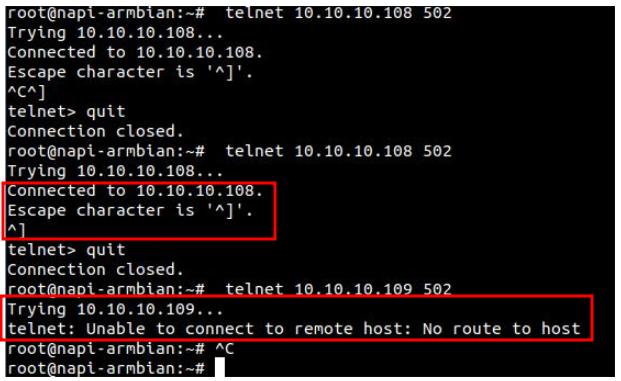 root@napi-armbian:~#  telnet 10.10.10.108 502
Trying 10.10.10.108...
Connected to 10.10.10.108.
Escape character is '^]'.
^C^]
telnet> quit
Connection closed.
root@napi-armbian:~#  telnet 10.10.10.108 502
Trying 10.10.10.108...
Connected to 10.10.10.108.
Escape character is '^]'.
^]
telnet> quit
Connection closed.
root@napi-armbian:~#  telnet 10.10.10.109 502
Trying 10.10.10.109...
telnet: Unable to connect to remote host: No route to host
root@napi-armbian:~# ^C
root@napi-armbian:~#